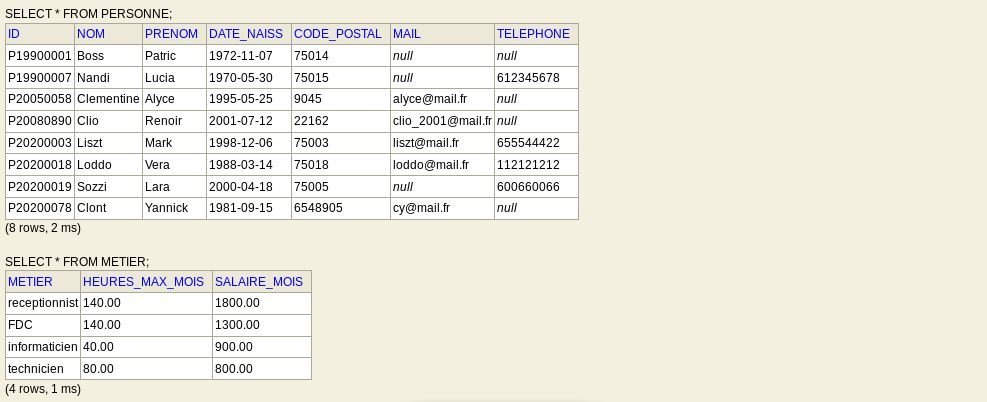 SELECT * FROM PERSONNE;
ID NOM PRENOM DATE_NAISS CODE_POSTAL MAIL TELEPHONE
P19900001 Boss Patric 1972-11-07 75014 null null
P19900007 Nandi Lucia 1970-05-30 75015 null 612345678
P20050058 Clementine Alyce 1995-05-25 9045 alyce@mail.fr null
P20080890 Clio Renoir 2001-07-12 22162 clio_2001@mail.fr null
P20200003 Liszt Mark 1998-12-06 75003 liszt@mail.fr 655544422
P20200018 Loddo Vera 1988-03-14 75018 loddo@mail.fr 112121212
P20200019 Sozzi Lara 2000-04-18 75005 null 600660066
P20200078 Clont Yannick 1981-09-15 6548905 cy@mail.fr null
(8 rows, 2 ms)
SELECT * FROM METIER;
METIER HEURES_MAX_MOIS SALAIRE_MOIS
receptionnist 140.00 1800.00
FDC 140.00 1300.00
informaticien 40.00 900.00
technicien 80.00 800.00
(4 rows, 1 ms)